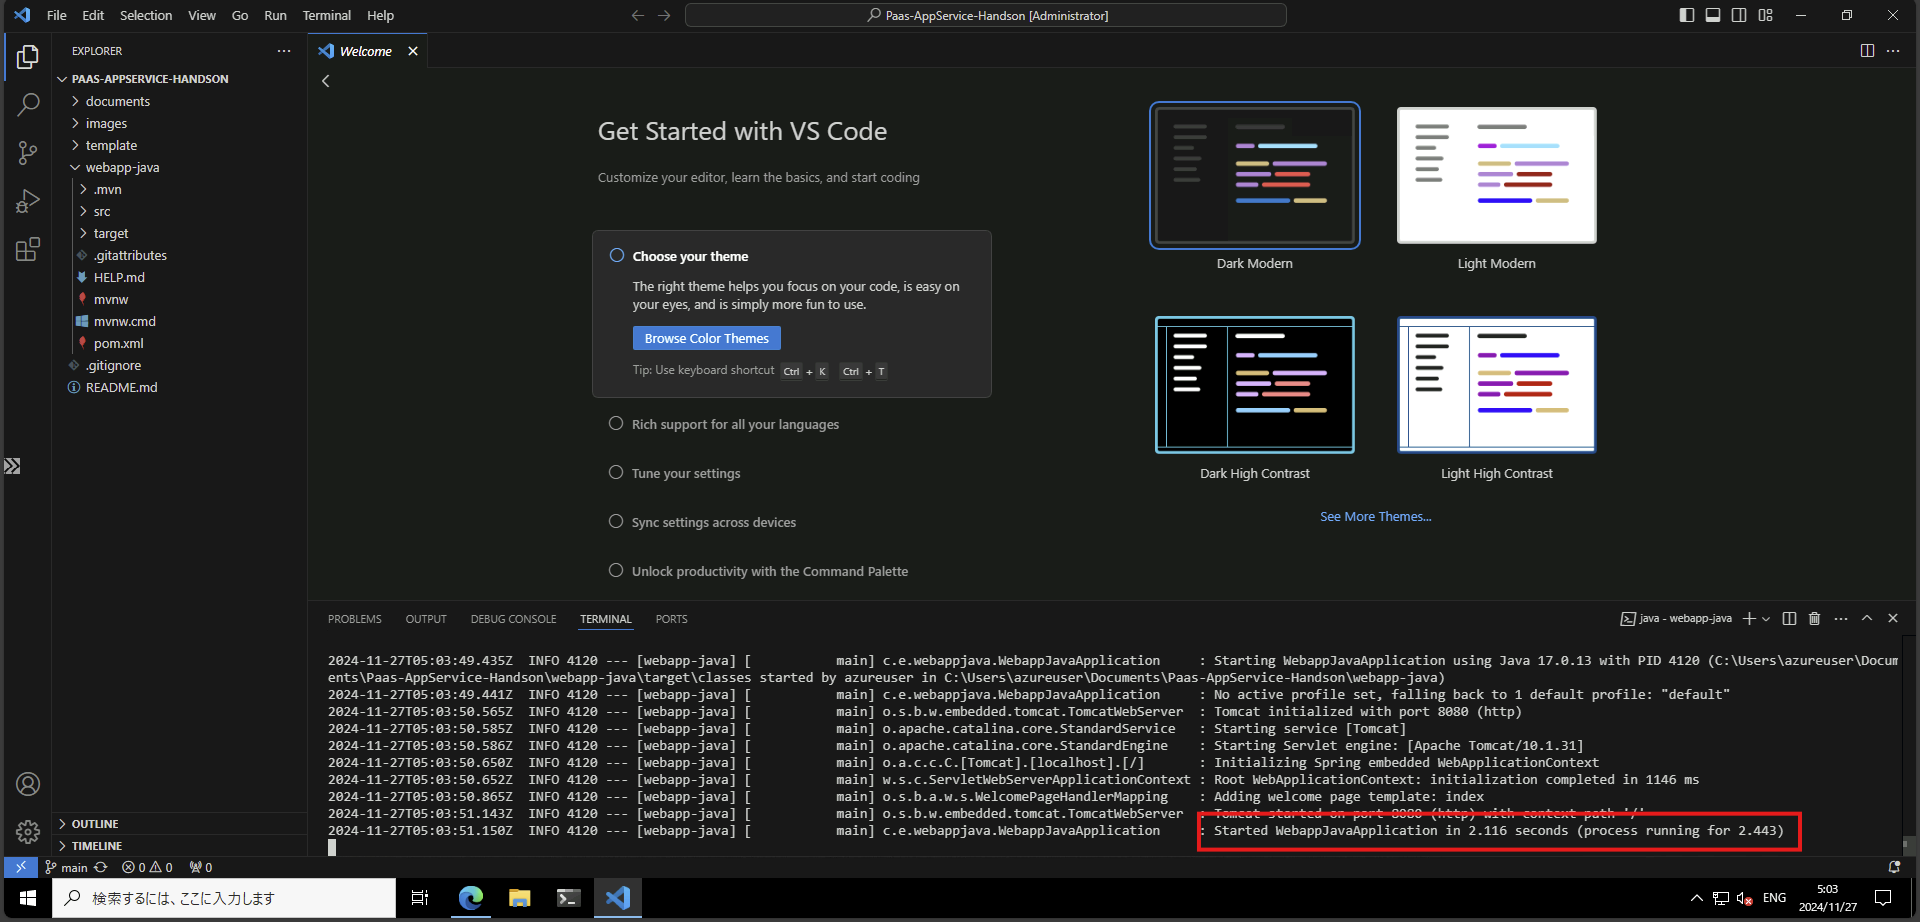 File Edit Selection View Go Run Terminal Help
Paas-AppService-Handson [Administrator]
EXPLORER
PAAS-APPSERVICE-HANDSON
documents
images
template
webapp-java
.mvn
src
target
.gitattributes
HELP.md
mvnw
mvnw.cmd
pom.xml
.gitignore
README.md
OUTLINE
TIMELINE
Welcome
Get Started with VS Code
Customize your editor, learn the basics, and start coding
Choose your theme
The right theme helps you focus on your code, is easy on
your eyes, and is simply more fun to use.
Browse Color Themes
Tip: Use keyboard shortcut Ctrl + K Ctrl + T
Rich support for all your languages
Tune your settings
Sync settings across devices
Unlock productivity with the Command Palette
Dark Modern
Light Modern
Dark High Contrast
Light High Contrast
See More Themes...
PROBLEMS OUTPUT DEBUG CONSOLE TERMINAL PORTS
java - webapp-java
2024-11-27T05:03:49.435Z  INFO 4120 --- [webapp-java] [           main] c.e.webappjava.WebappJavaApplication     : Starting WebappJavaApplication using Java 17.0.13 with PID 4120 (C:\Users\azureuser\Docum
ents\Paas-AppService-Handson\webapp-java\target\classes started by azureuser in C:\Users\azureuser\Documents\Paas-AppService-Handson\webapp-java)
2024-11-27T05:03:49.441Z  INFO 4120 --- [webapp-java] [           main] c.e.webappjava.WebappJavaApplication     : No active profile set, falling back to 1 default profile: "default"
2024-11-27T05:03:50.565Z  INFO 4120 --- [webapp-java] [           main] o.s.b.w.embedded.tomcat.TomcatWebServer  : Tomcat initialized with port 8080 (http)
2024-11-27T05:03:50.585Z  INFO 4120 --- [webapp-java] [           main] o.apache.catalina.core.StandardService   : Starting service [Tomcat]
2024-11-27T05:03:50.586Z  INFO 4120 --- [webapp-java] [           main] o.apache.catalina.core.StandardEngine    : Starting Servlet engine: [Apache Tomcat/10.1.31]
2024-11-27T05:03:50.650Z  INFO 4120 --- [webapp-java] [           main] o.a.c.c.C.[Tomcat].[localhost].[/]       : Initializing Spring embedded WebApplicationContext
2024-11-27T05:03:50.652Z  INFO 4120 --- [webapp-java] [           main] w.s.c.ServletWebServerApplicationContext : Root WebApplicationContext: initialization completed in 1146 ms
2024-11-27T05:03:50.865Z  INFO 4120 --- [webapp-java] [           main] o.s.b.a.w.s.WelcomePageHandlerMapping    : Adding welcome page template: index
2024-11-27T05:03:51.143Z  INFO 4120 --- [webapp-java] [           main] o.s.b.w.embedded.tomcat.TomcatWebServer  : Tomcat started on port 8080 (http) with context path '/'
2024-11-27T05:03:51.150Z  INFO 4120 --- [webapp-java] [           main] c.e.webappjava.WebappJavaApplication     : Started WebappJavaApplication in 2.116 seconds (process running for 2.443)
main 0 0 0
検索するには、ここに入力します
ENG
5:03
2024/11/27